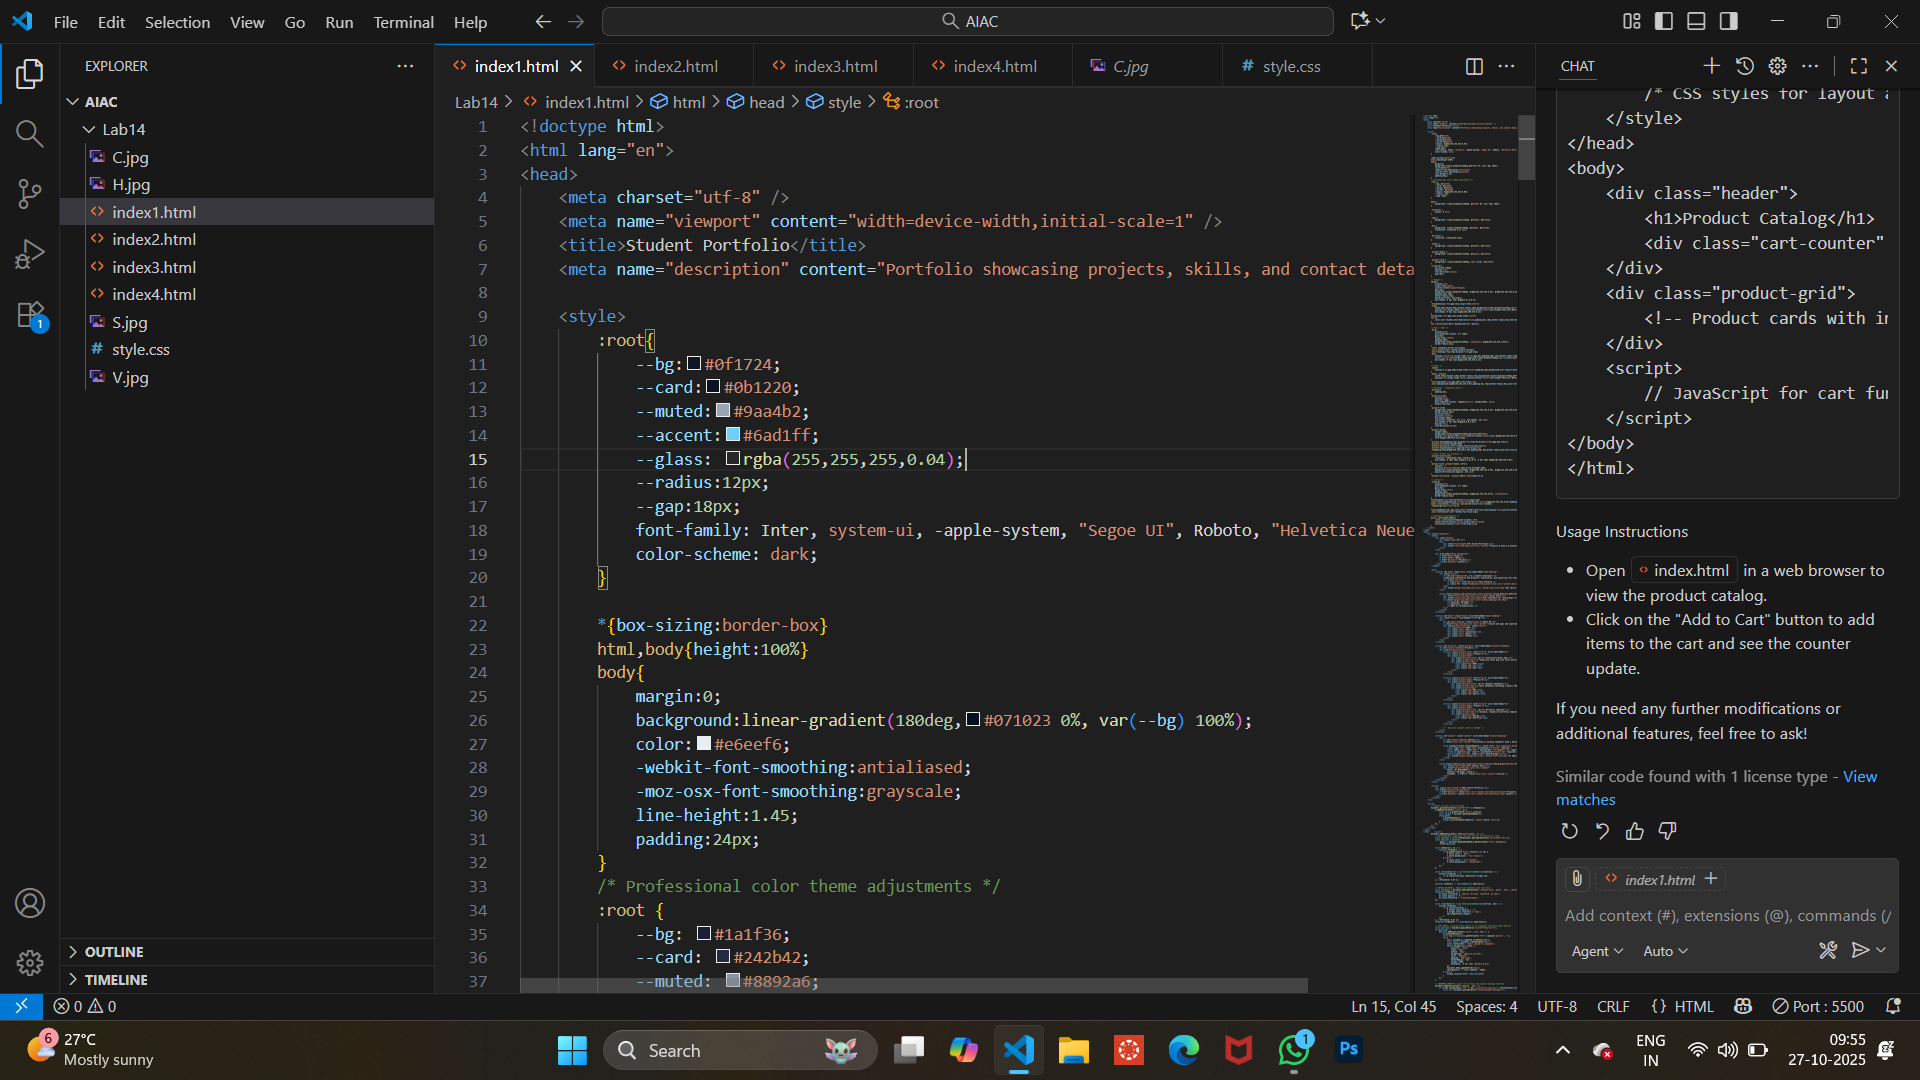 File Edit Selection View Go Run Terminal Help
AIAC
EXPLORER
AIAC
Lab14
C.jpg
H.jpg
index1.html
index2.html
index3.html
index4.html
S.jpg
style.css
V.jpg
OUTLINE
TIMELINE
index1.html index2.html index3.html index4.html C.jpg style.css
Lab14 > index1.html > html > head > style > :root
1 <!doctype html>
2 <html lang="en">
3 <head>
4 <meta charset="utf-8" />
5 <meta name="viewport" content="width=device-width,initial-scale=1" />
6 <title>Student Portfolio</title>
7 <meta name="description" content="Portfolio showcasing projects, skills, and contact deta
8
9 <style>
10 :root{
11 --bg:#0f1724;
12 --card:#0b1220;
13 --muted:#9aa4b2;
14 --accent:#6ad1ff;
15 --glass: rgba(255,255,255,0.04);
16 --radius:12px;
17 --gap:18px;
18 font-family: Inter, system-ui, -apple-system, "Segoe UI", Roboto, "Helvetica Neue
19 color-scheme: dark;
20 }
21
22 *{box-sizing:border-box}
23 html,body{height:100%}
24 body{
25 margin:0;
26 background:linear-gradient(180deg,#071023 0%, var(--bg) 100%);
27 color:#e6eef6;
28 -webkit-font-smoothing:antialiased;
29 -moz-osx-font-smoothing:grayscale;
30 line-height:1.45;
31 padding:24px;
32 }
33 /* Professional color theme adjustments */
34 :root {
35 --bg: #1a1f36;
36 --card: #242b42;
37 --muted: #8892a6;
CHAT
/* CSS styles for layout a
</style>
</head>
<body>
<div class="header">
<h1>Product Catalog</h1>
<div class="cart-counter"
</div>
<div class="product-grid">
<!-- Product cards with in
</div>
<script>
// JavaScript for cart fun
</script>
</body>
</html>
Usage Instructions
• Open index.html in a web browser to
view the product catalog.
• Click on the "Add to Cart" button to add
items to the cart and see the counter
update.
If you need any further modifications or
additional features, feel free to ask!
Similar code found with 1 license type - View
matches
index1.html +
Add context (#), extensions (@), commands (/
Agent Auto
0 0
Ln 15, Col 45 Spaces: 4 UTF-8 CRLF {} HTML Port : 5500
6
27°C
Mostly sunny
Search
1
Ps
ENG
IN
09:55
27-10-2025